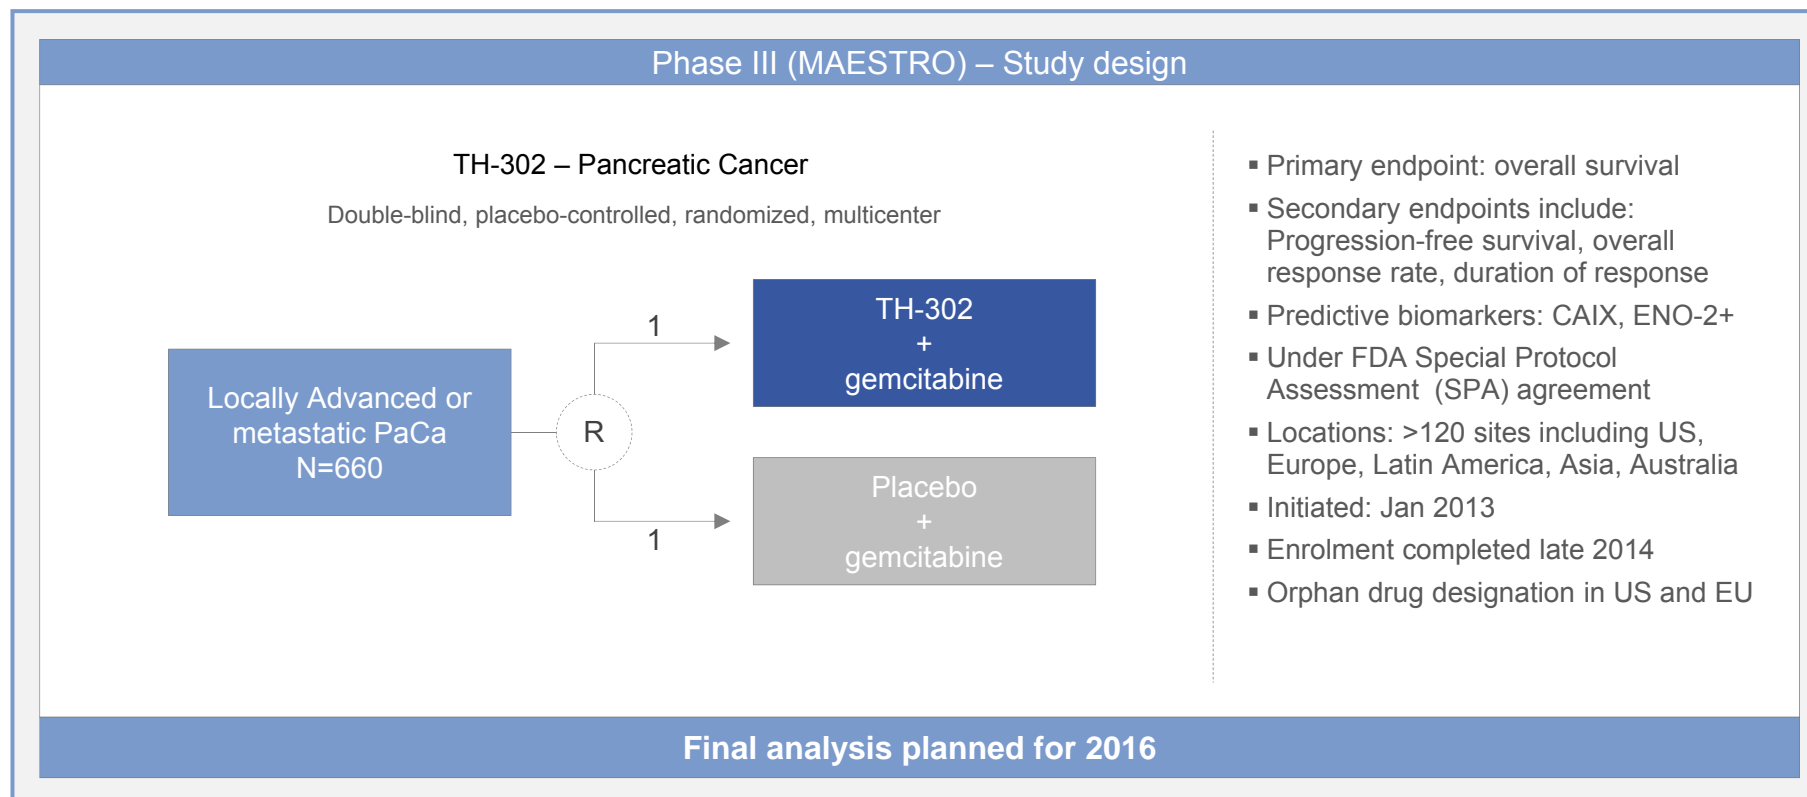 Phase III (MAESTRO) – Study design
TH-302 – Pancreatic Cancer
Double-blind, placebo-controlled, randomized, multicenter
Locally Advanced or
metastatic PaCa
N=660
R
1
1
TH-302
+
gemcitabine
Placebo
+
gemcitabine
▪ Primary endpoint: overall survival
▪ Secondary endpoints include:
Progression-free survival, overall
response rate, duration of response
▪ Predictive biomarkers: CAIX, ENO-2+
▪ Under FDA Special Protocol
Assessment (SPA) agreement
▪ Locations: >120 sites including US,
Europe, Latin America, Asia, Australia
▪ Initiated: Jan 2013
▪ Enrolment completed late 2014
▪ Orphan drug designation in US and EU
Final analysis planned for 2016